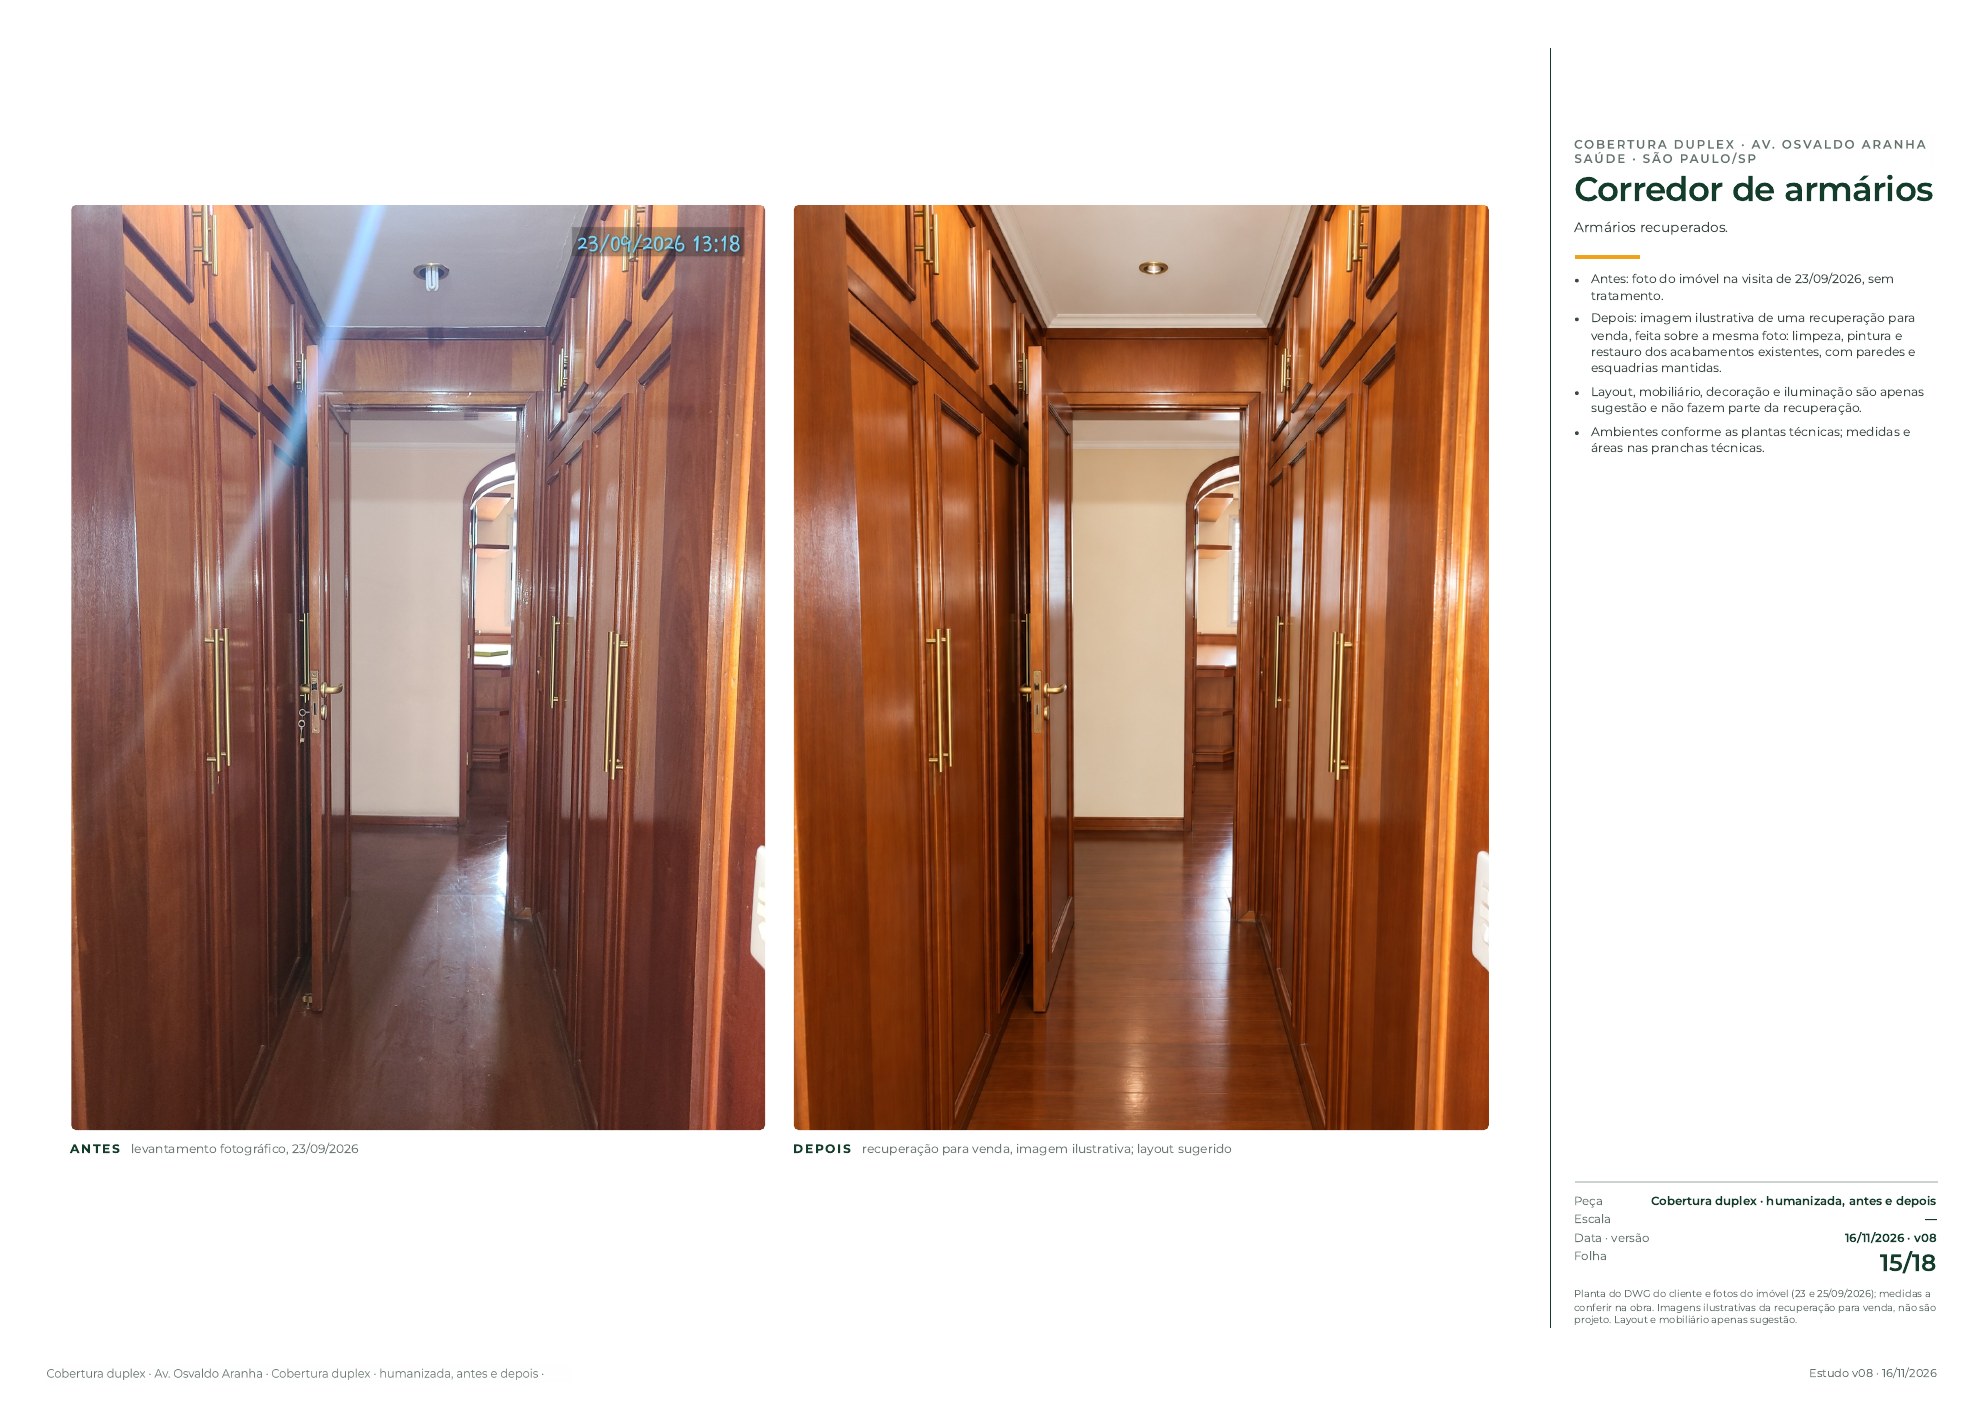 23/09/2026 13:18
ANTES levantamento fotográfico, 23/09/2026
DEPOIS recuperação para venda, imagem ilustrativa; layout sugerido
COBERTURA DUPLEX · AV. OSVALDO ARANHA
SAÚDE · SÃO PAULO/SP
Corredor de armários
Armários recuperados.
• Antes: foto do imóvel na visita de 23/09/2026, sem
tratamento.
• Depois: imagem ilustrativa de uma recuperação para
venda, feita sobre a mesma foto: limpeza, pintura e
restauro dos acabamentos existentes, com paredes e
esquadrias mantidas.
• Layout, mobiliário, decoração e iluminação são apenas
sugestão e não fazem parte da recuperação.
• Ambientes conforme as plantas técnicas; medidas e
áreas nas pranchas técnicas.
Peça Cobertura duplex · humanizada, antes e depois
Escala —
Data · versão 16/11/2026 · v08
Folha 15/18
Planta do DWG do cliente e fotos do imóvel (23 e 25/09/2026); medidas a
conferir na obra. Imagens ilustrativas da recuperação para venda, não são
projeto. Layout e mobiliário apenas sugestão.
Cobertura duplex · Av. Osvaldo Aranha · Cobertura duplex · humanizada, antes e depois ·
Estudo v08 · 16/11/2026